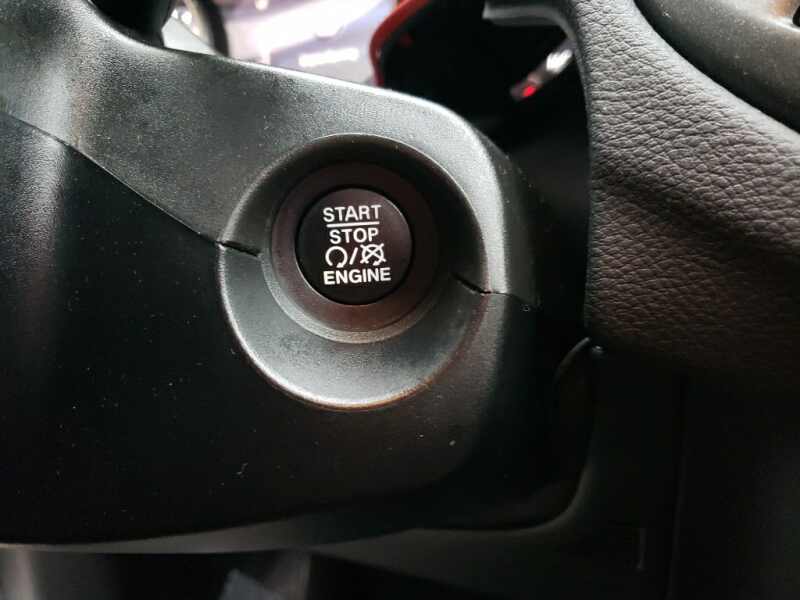 START
STOP
/
ENGINE